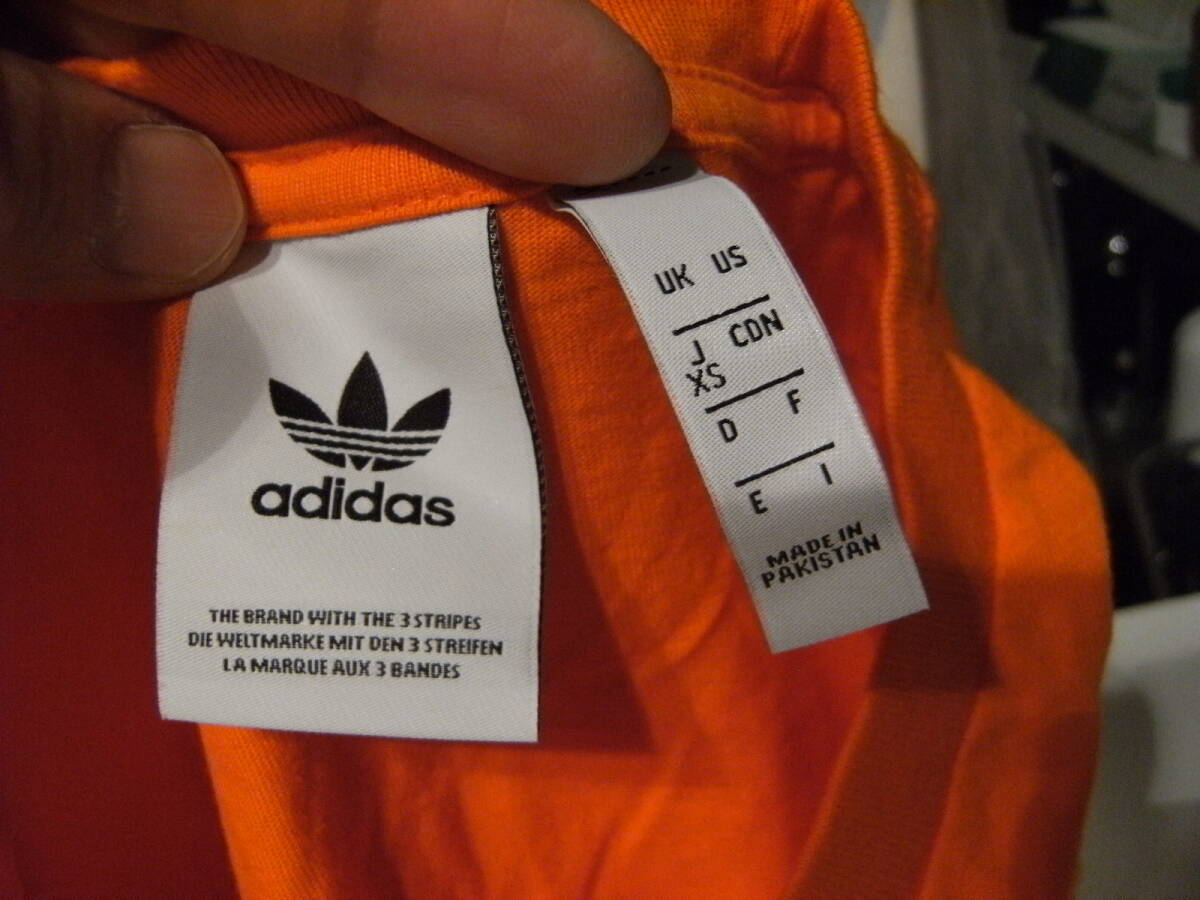 adidas
THE BRAND WITH THE 3 STRIPES
DIE WELTMARKE MIT DEN 3 STREIFEN
LA MARQUE AUX 3 BANDES
UK US
J CDN
XS
D F
E I
MADE IN
PAKISTAN